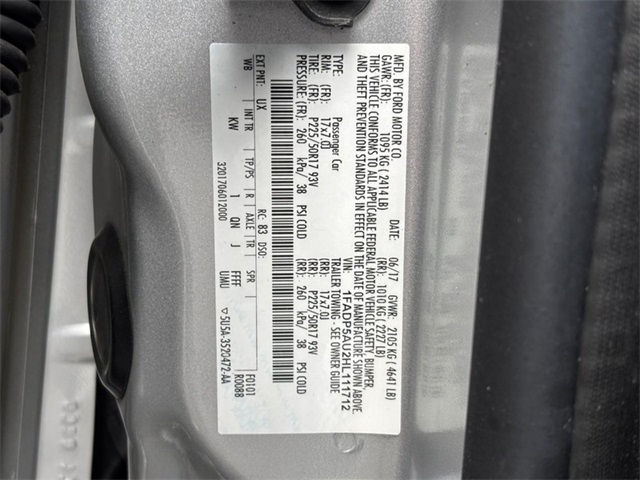 MFD. BY FORD MOTOR CO.
DATE: 06/17 GVWR: 2105 KG ( 4641 LB)
GAWR: (FR): 1095 KG ( 2414 LB) (RR): 1010 KG ( 2227 LB)
THIS VEHICLE CONFORMS TO ALL APPLICABLE FEDERAL MOTOR VEHICLE SAFETY, BUMPER,
AND THEFT PREVENTION STANDARDS IN EFFECT ON THE DATE OF MANUFACTURE SHOWN ABOVE.
VIN: 1FADP5AU2HL111712
TYPE: Passenger Car TRAILER TOWING - SEE OWNER GUIDE
RIM: (FR): 17x7.0J (RR): 17x7.0J
TIRE: (FR): P225/50R17 93V (RR): P225/50R17 93V
PRESSURE: (FR): 260 kPa/ 38 PSI COLD (RR): 260 kPa/ 38 PSI COLD
EXT PNT: UX RC: 83 DSO: F0101
WB INT TR TP/PS R AXLE TR SPR R0088
KW 1 QN J FFFF UMU
3201706012000 ▽5U5A-3520472-AA